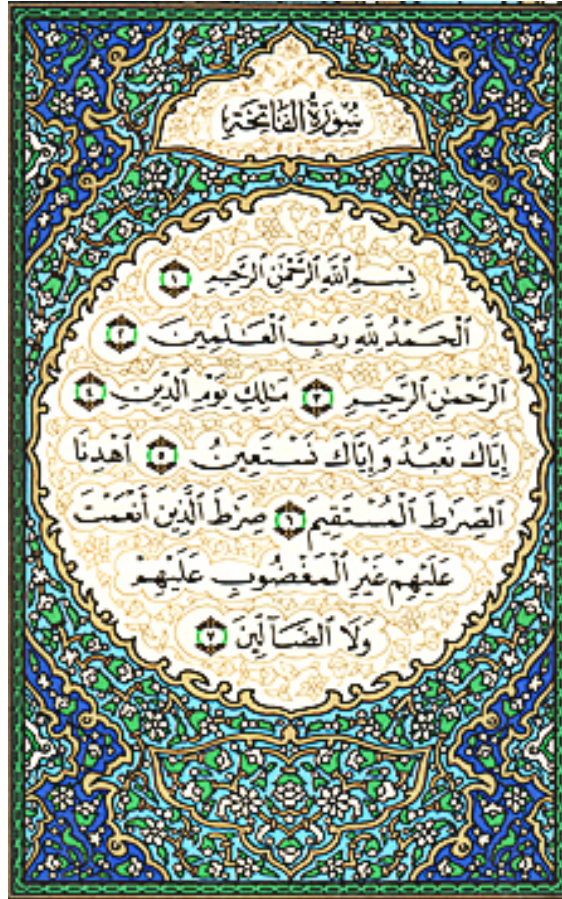 سُورَةُ الفَاتِحَةِ
بِسْمِ ٱللَّهِ ٱلرَّحْمَٰنِ ٱلرَّحِيمِ ١
ٱلْحَمْدُ لِلَّهِ رَبِّ ٱلْعَٰلَمِينَ ٢
ٱلرَّحْمَٰنِ ٱلرَّحِيمِ ٣ مَٰلِكِ يَوْمِ ٱلدِّينِ ٤
إِيَّاكَ نَعْبُدُ وَإِيَّاكَ نَسْتَعِينُ ٥ ٱهْدِنَا
ٱلصِّرَٰطَ ٱلْمُسْتَقِيمَ ٦ صِرَٰطَ ٱلَّذِينَ أَنْعَمْتَ
عَلَيْهِمْ غَيْرِ ٱلْمَغْضُوبِ عَلَيْهِمْ
وَلَا ٱلضَّآلِّينَ ٧